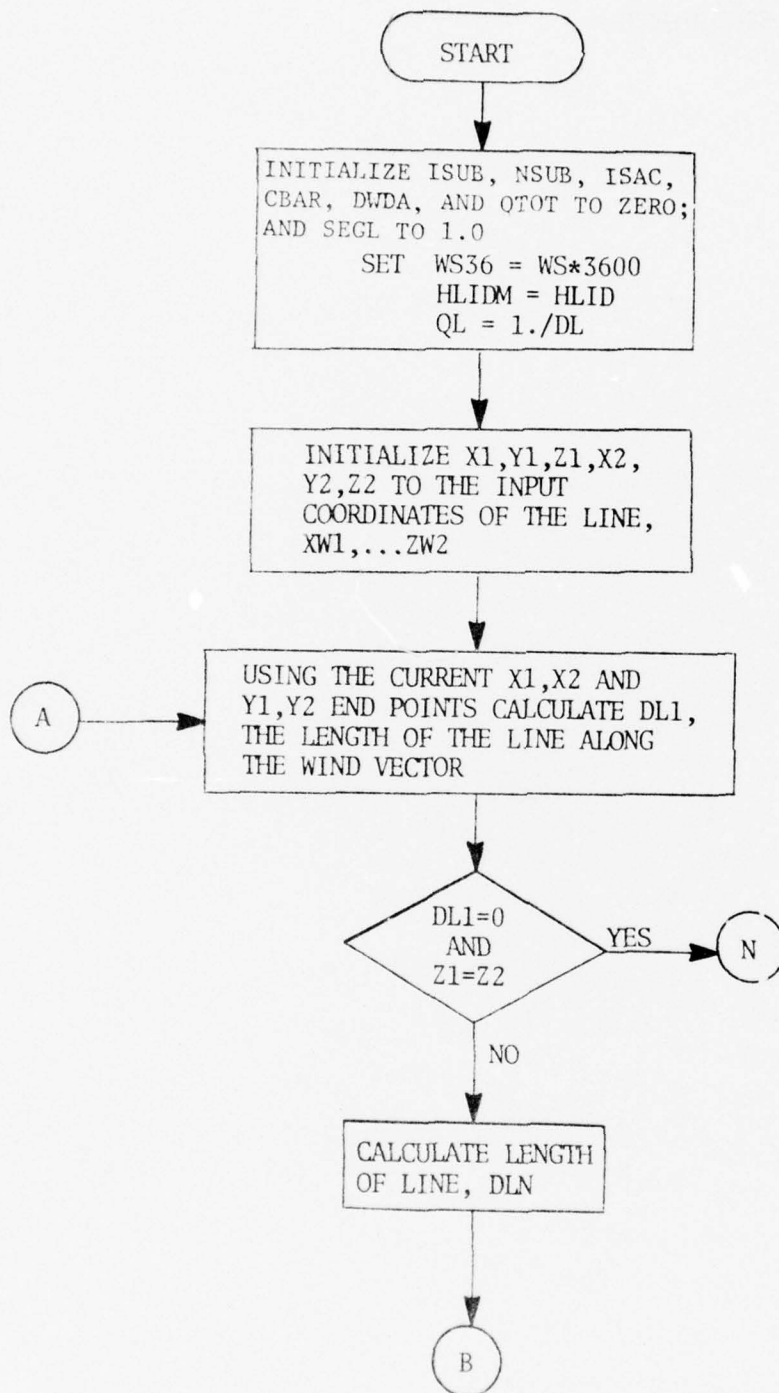 START
INITIALIZE ISUB, NSUB, ISAC,
CBAR, DWDA, AND QTOT TO ZERO;
AND SEGL TO 1.0
SET WS36 = WS*3600
HLIDM = HLID
QL = 1./DL
INITIALIZE X1,Y1,Z1,X2,
Y2,Z2 TO THE INPUT
COORDINATES OF THE LINE,
XW1,...ZW2
A
USING THE CURRENT X1,X2 AND
Y1,Y2 END POINTS CALCULATE DL1,
THE LENGTH OF THE LINE ALONG
THE WIND VECTOR
DL1=0
AND
Z1=Z2
YES
N
NO
CALCULATE LENGTH
OF LINE, DLN
B